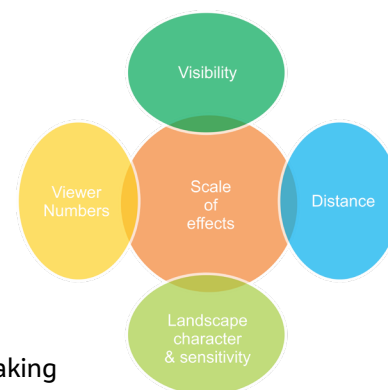 Visibility
Viewer
Numbers
Scale
of
effects
Distance
Landscape
character
& sensitivity
aking